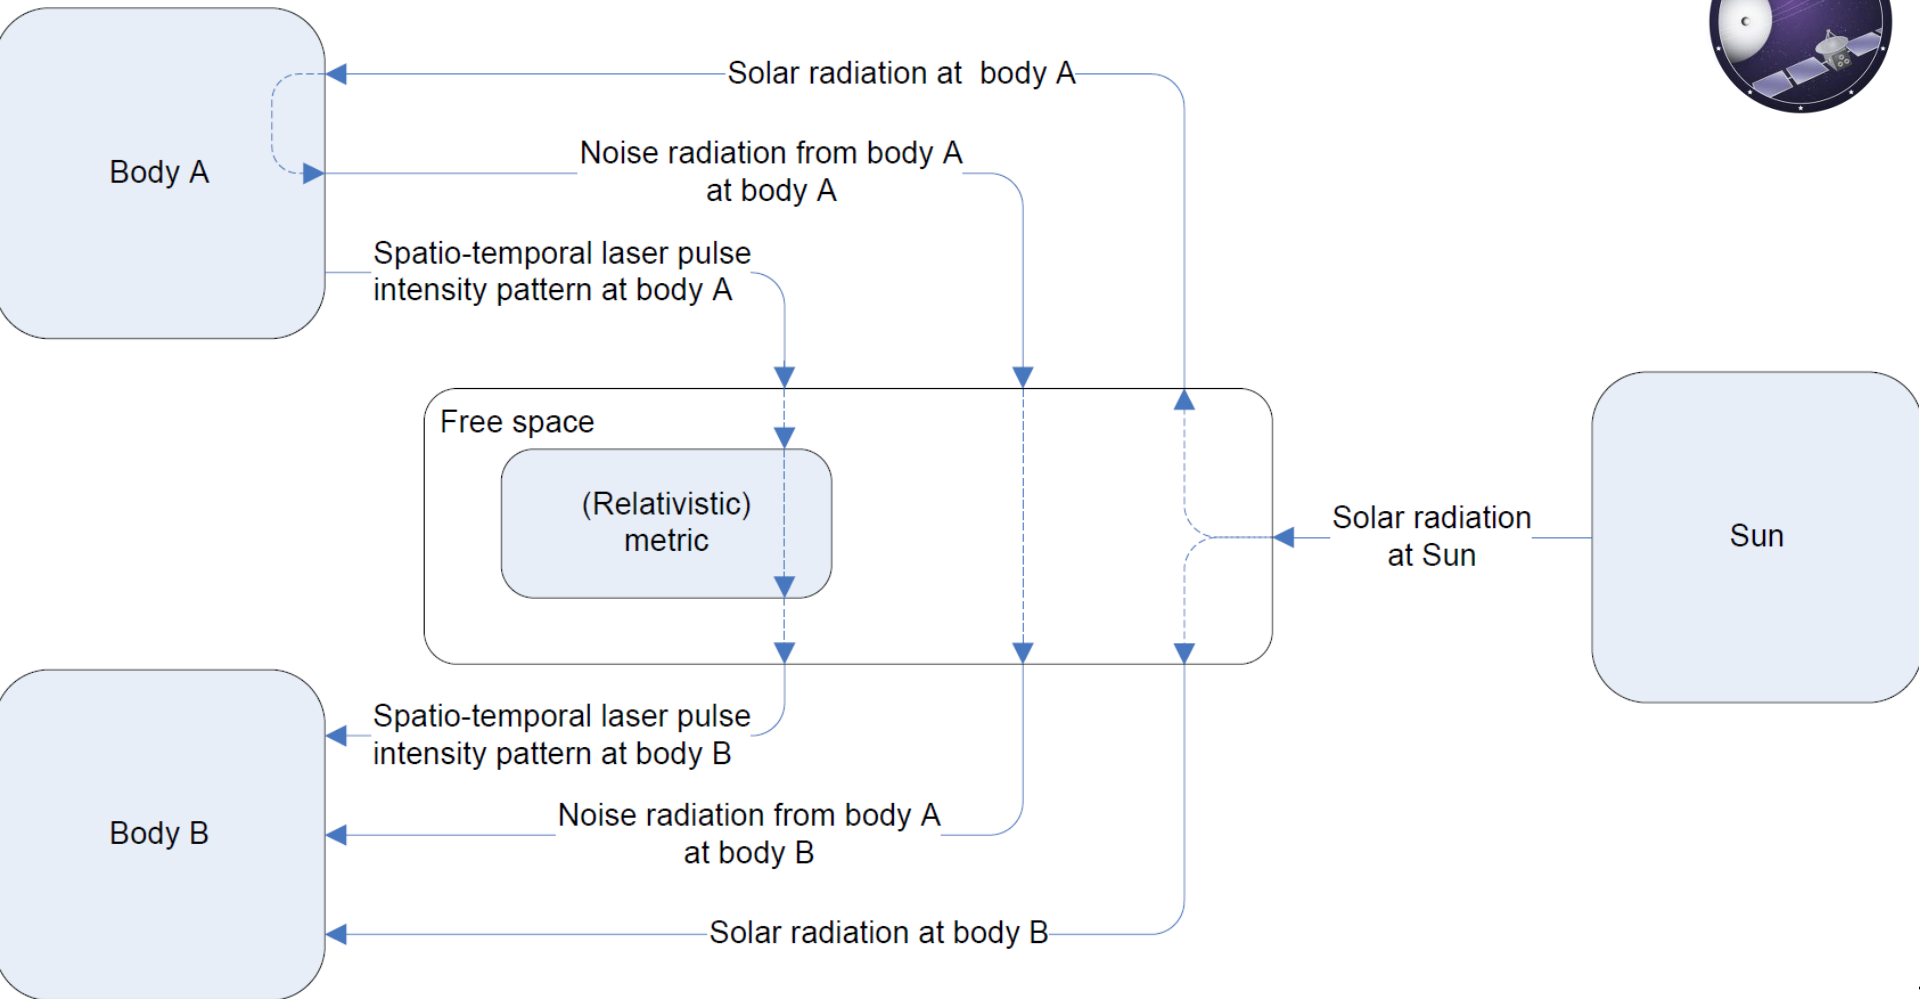 Solar radiation at body A
Body A
Noise radiation from body A
at body A
Spatio-temporal laser pulse
intensity pattern at body A
Free space
(Relativistic)
metric
Solar radiation
at Sun
Sun
Spatio-temporal laser pulse
intensity pattern at body B
Body B
Noise radiation from body A
at body B
Solar radiation at body B